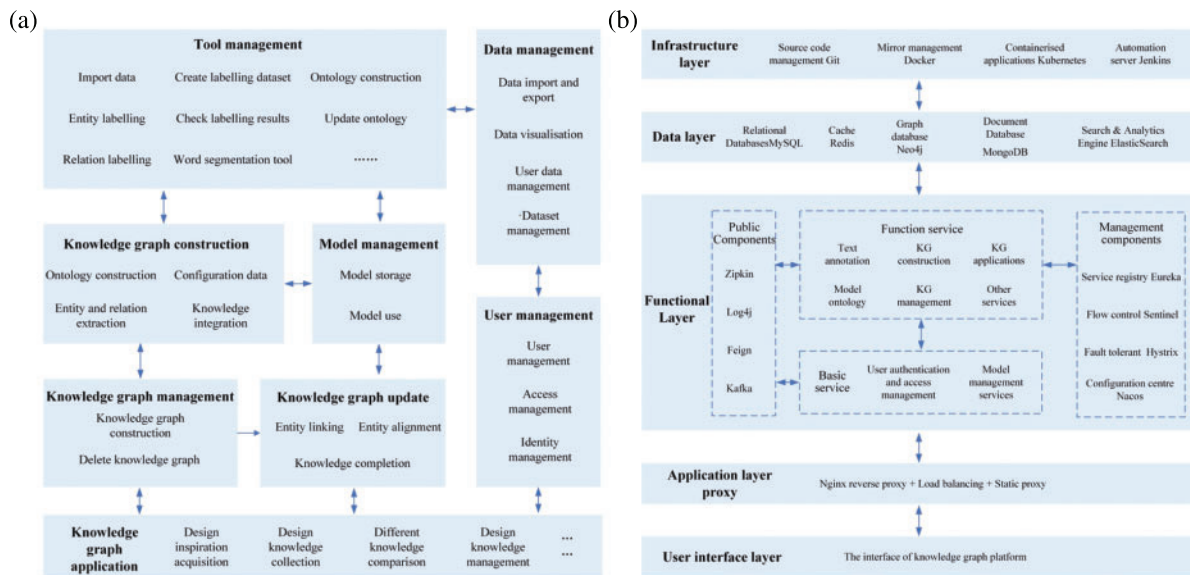 (a)
Tool management
Import data
Create labelling dataset
Ontology construction
Entity labelling
Check labelling results
Update ontology
Relation labelling
Word segmentation tool
......
Data management
Data import and
export
Data visualisation
User data
management
·Dataset
management
Knowledge graph construction
Ontology construction
Configuration data
Entity and relation
extraction
Knowledge
integration
Model management
Model storage
Model use
User management
User
management
Access
management
Identity
management
Knowledge graph management
Knowledge graph
construction
Delete knowledge graph
Knowledge graph update
Entity linking
Entity alignment
Knowledge completion
Knowledge
graph
application
Design
inspiration
acquisition
Design
knowledge
collection
Different
knowledge
comparison
Design
knowledge
management
...
...
(b)
Infrastructure
layer
Source code
management Git
Mirror management
Docker
Containerised
applications Kubernetes
Automation
server Jenkins
Data layer
Relational
DatabasesMySQL
Cache
Redis
Graph
database
Neo4j
Document
Database
MongoDB
Search & Analytics
Engine ElasticSearch
Functional
Layer
Public
Components
Zipkin
Log4j
Feign
Kafka
Function service
Text
annotation
KG
construction
KG
applications
Model
ontology
KG
management
Other
services
Basic
service
User authentication
and access
management
Model
management
services
Management
components
Service registry Eureka
Flow control Sentinel
Fault tolerant Hystrix
Configuration centre
Nacos
Application layer
proxy
Nginx reverse proxy + Load balancing + Static proxy
User interface layer
The interface of knowledge graph platform